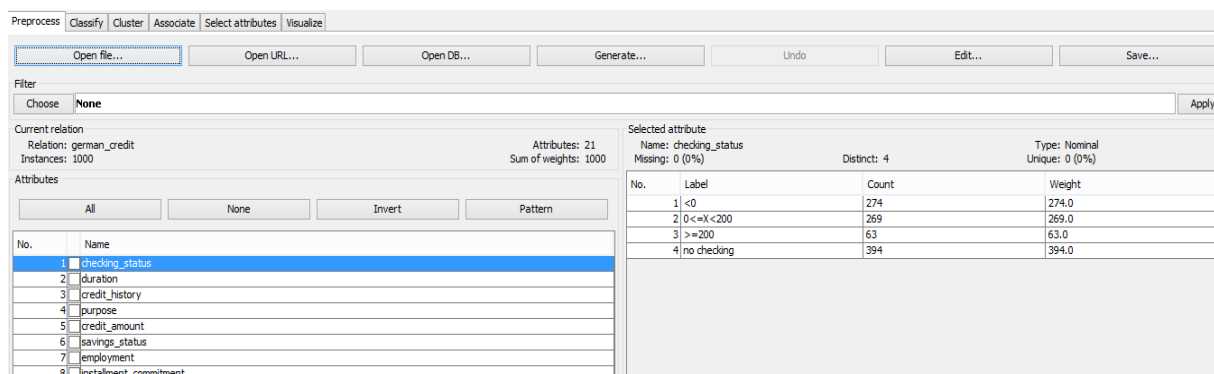 Preprocess Classify Cluster Associate Select attributes Visualize
Open file... Open URL... Open DB... Generate... Undo Edit... Save...
Filter
Choose None Apply
Current relation
Relation: german_credit Attributes: 21
Instances: 1000 Sum of weights: 1000
Attributes
All None Invert Pattern
No. Name
1 checking_status
2 duration
3 credit_history
4 purpose
5 credit_amount
6 savings_status
7 employment
8 installment_commitment
Selected attribute
Name: checking_status Type: Nominal
Missing: 0 (0%) Distinct: 4 Unique: 0 (0%)
No. Label Count Weight
1 <0 274 274.0
2 0<=X<200 269 269.0
3 >=200 63 63.0
4 no checking 394 394.0